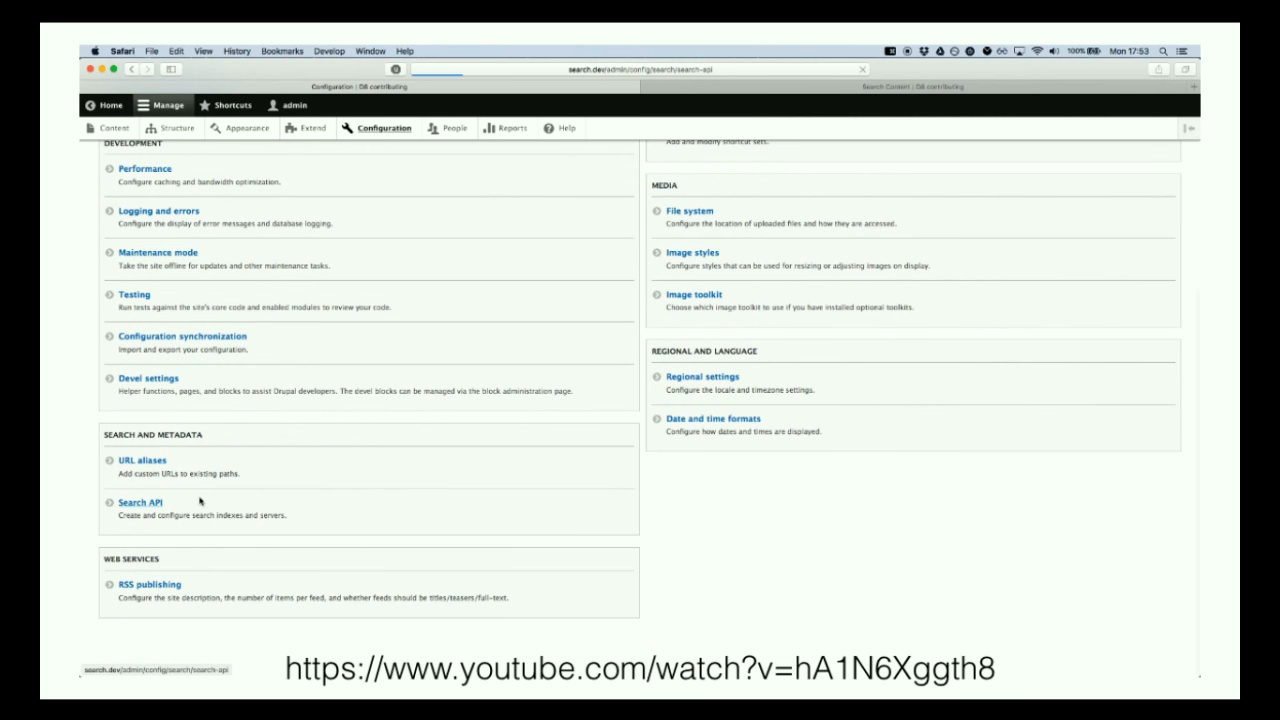 Safari File Edit View History Bookmarks Develop Window Help 100% Mon 17:53
search.dev/admin/config/search/search-api
Configuration | D8 contributing Search Content | D8 contributing
Home Manage Shortcuts admin
Content Structure Appearance Extend Configuration People Reports Help
DEVELOPMENT
Performance
Configure caching and bandwidth optimization.
Logging and errors
Configure the display of error messages and database logging.
Maintenance mode
Take the site offline for updates and other maintenance tasks.
Testing
Run tests against the site's core code and enabled modules to review your code.
Configuration synchronization
Import and export your configuration.
Devel settings
Helper functions, pages, and blocks to assist Drupal developers. The devel blocks can be managed via the block administration page.
SEARCH AND METADATA
URL aliases
Add custom URLs to existing paths.
Search API
Create and configure search indexes and servers.
WEB SERVICES
RSS publishing
Configure the site description, the number of items per feed, and whether feeds should be titles/teasers/full-text.
Add and modify shortcut sets.
MEDIA
File system
Configure the location of uploaded files and how they are accessed.
Image styles
Configure styles that can be used for resizing or adjusting images on display.
Image toolkit
Choose which image toolkit to use if you have installed optional toolkits.
REGIONAL AND LANGUAGE
Regional settings
Configure the locale and timezone settings.
Date and time formats
Configure how dates and times are displayed.
search.dev/admin/config/search/search-api
https://www.youtube.com/watch?v=hA1N6Xggth8